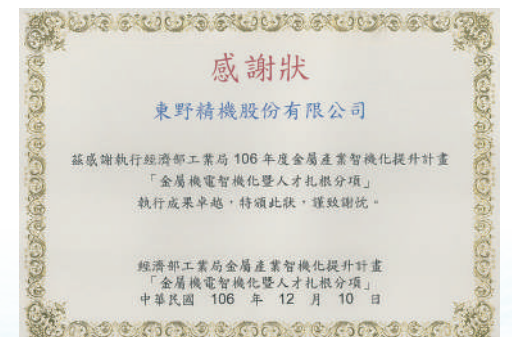 感謝狀
東野精機股份有限公司
茲感謝執行經濟部工業局 106 年度金屬產業智機化提升計畫
「金屬機電智機化暨人才扎根分項」
執行成果卓越，特頒此狀，謹致謝忱。
經濟部工業局金屬產業智機化提升計畫
「金屬機電智機化暨人才扎根分項」
中華民國 106 年 12 月 10 日